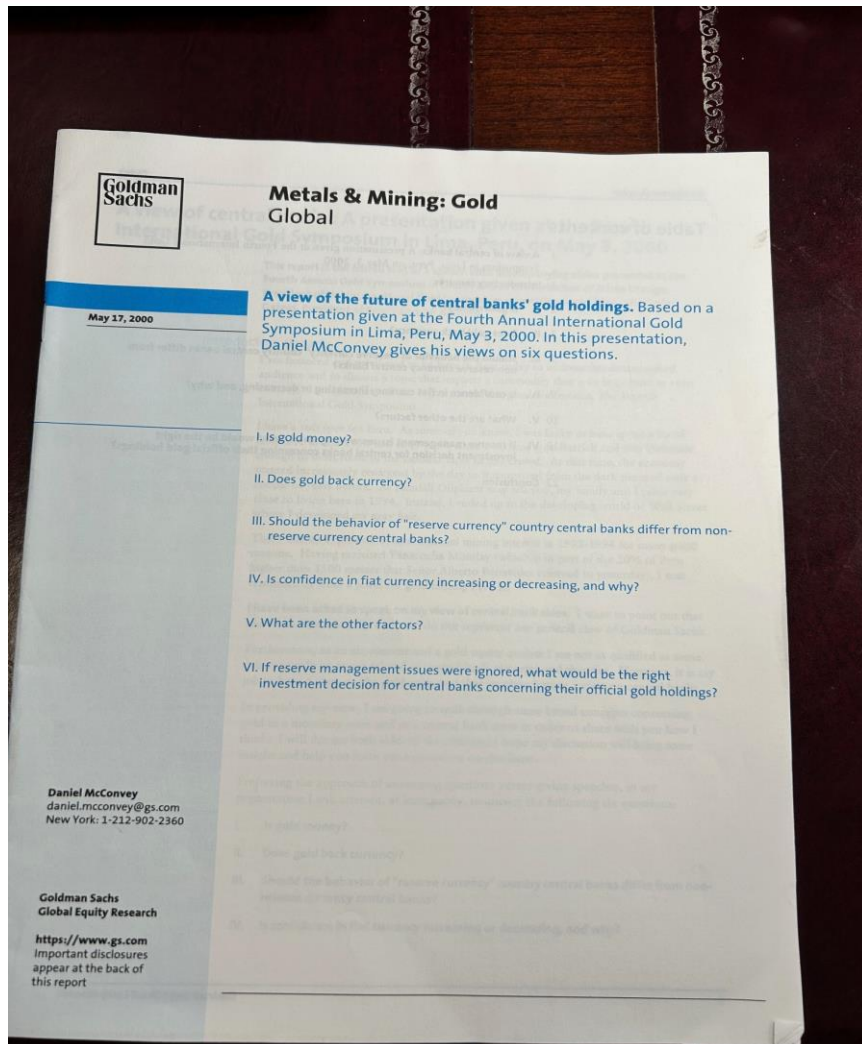 Goldman
Sachs
Metals & Mining: Gold
Global
May 17, 2000
A view of the future of central banks' gold holdings. Based on a
presentation given at the Fourth Annual International Gold
Symposium in Lima, Peru, May 3, 2000. In this presentation,
Daniel McConvey gives his views on six questions.
I. Is gold money?
II. Does gold back currency?
III. Should the behavior of "reserve currency" country central banks differ from non-
reserve currency central banks?
IV. Is confidence in fiat currency increasing or decreasing, and why?
V. What are the other factors?
VI. If reserve management issues were ignored, what would be the right
investment decision for central banks concerning their official gold holdings?
Daniel McConvey
daniel.mcconvey@gs.com
New York: 1-212-902-2360
Goldman Sachs
Global Equity Research
https://www.gs.com
Important disclosures
appear at the back of
this report